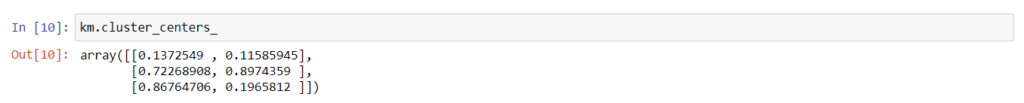 In [10]: km.cluster_centers_
Out[10]: array([[0.1372549 , 0.11585945],
[0.72268908, 0.8974359 ],
[0.86764706, 0.1965812 ]])